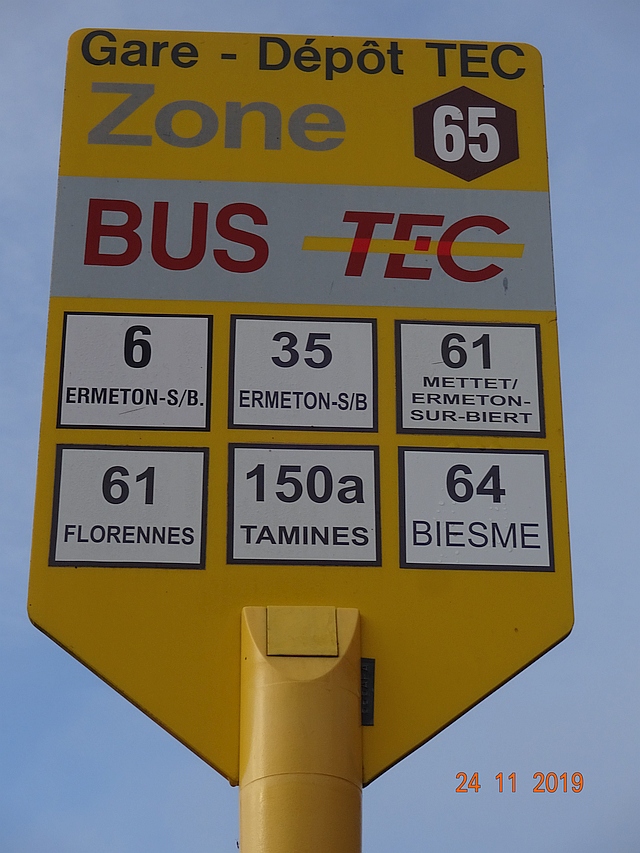 Gare - Dépôt TEC
Zone 65
BUS TEC
6
ERMETON-S/B.
35
ERMETON-S/B
61
METTET/
ERMETON-
SUR-BIERT
61
FLORENNES
150a
TAMINES
64
BIESME
24 11 2019